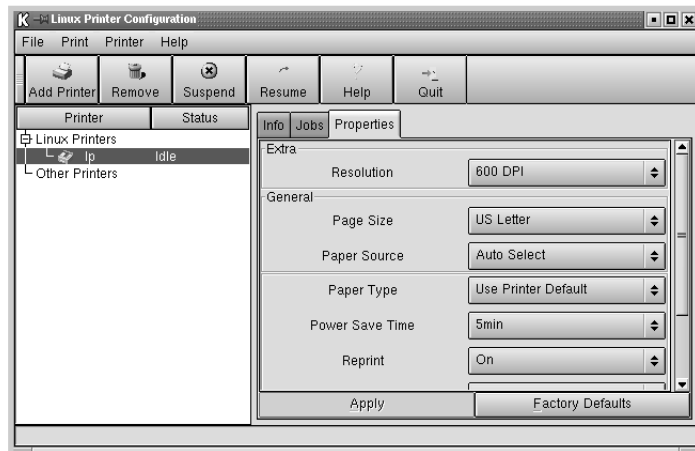 Linux Printer Configuration
File Print Printer Help
Add Printer Remove Suspend Resume Help Quit
Printer Status
Linux Printers
lp Idle
Other Printers
Info Jobs Properties
Extra
Resolution 600 DPI
General
Page Size US Letter
Paper Source Auto Select
Paper Type Use Printer Default
Power Save Time 5min
Reprint On
Apply Factory Defaults